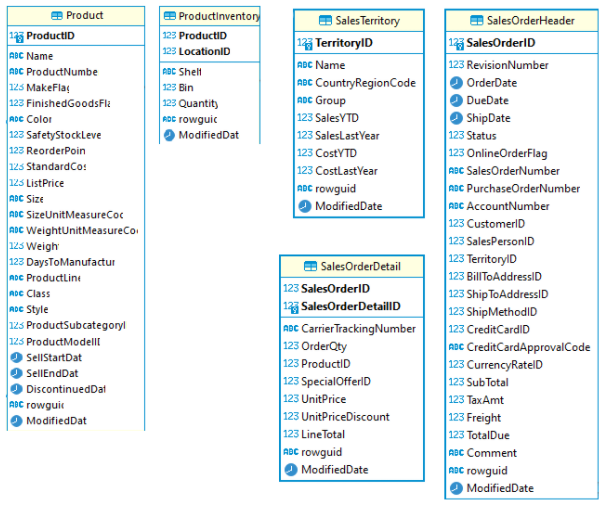 Product
123 ProductID
ABC Name
ABC ProductNumbe
123 MakeFlag
123 FinishedGoodsFla
ABC Color
123 SafetyStockLeve
123 ReorderPoin
123 StandardCos
123 ListPrice
ABC Size
ABC SizeUnitMeasureCod
ABC WeightUnitMeasureCo
123 Weight
123 DaysToManufactur
ABC ProductLine
ABC Class
ABC Style
123 ProductSubcategoryI
123 ProductModelID
SellStartDat
SellEndDat
DiscontinuedDat
ABC rowguid
ModifiedDat
ProductInventory
123 ProductID
123 LocationID
ABC Shelf
123 Bin
123 Quantity
ABC rowguid
ModifiedDat
SalesTerritory
123 TerritoryID
ABC Name
ABC CountryRegionCode
ABC Group
123 SalesYTD
123 SalesLastYear
123 CostYTD
123 CostLastYear
ABC rowguid
ModifiedDate
SalesOrderDetail
123 SalesOrderID
123 SalesOrderDetailID
ABC CarrierTrackingNumber
123 OrderQty
123 ProductID
123 SpecialOfferID
123 UnitPrice
123 UnitPriceDiscount
123 LineTotal
ABC rowguid
ModifiedDate
SalesOrderHeader
123 SalesOrderID
123 RevisionNumber
OrderDate
DueDate
ShipDate
123 Status
123 OnlineOrderFlag
ABC SalesOrderNumber
ABC PurchaseOrderNumber
ABC AccountNumber
123 CustomerID
123 SalesPersonID
123 TerritoryID
123 BillToAddressID
123 ShipToAddressID
123 ShipMethodID
123 CreditCardID
ABC CreditCardApprovalCode
123 CurrencyRateID
123 SubTotal
123 TaxAmt
123 Freight
123 TotalDue
ABC Comment
ABC rowguid
ModifiedDate